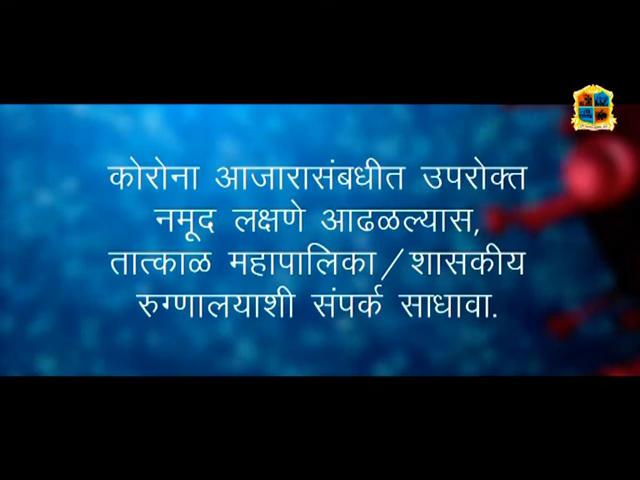 कोरोना आजारासंबधीत उपरोक्त
नमूद लक्षणे आढळल्यास,
तात्काळ महापालिका/शासकीय
रुग्णालयाशी संपर्क साधावा.